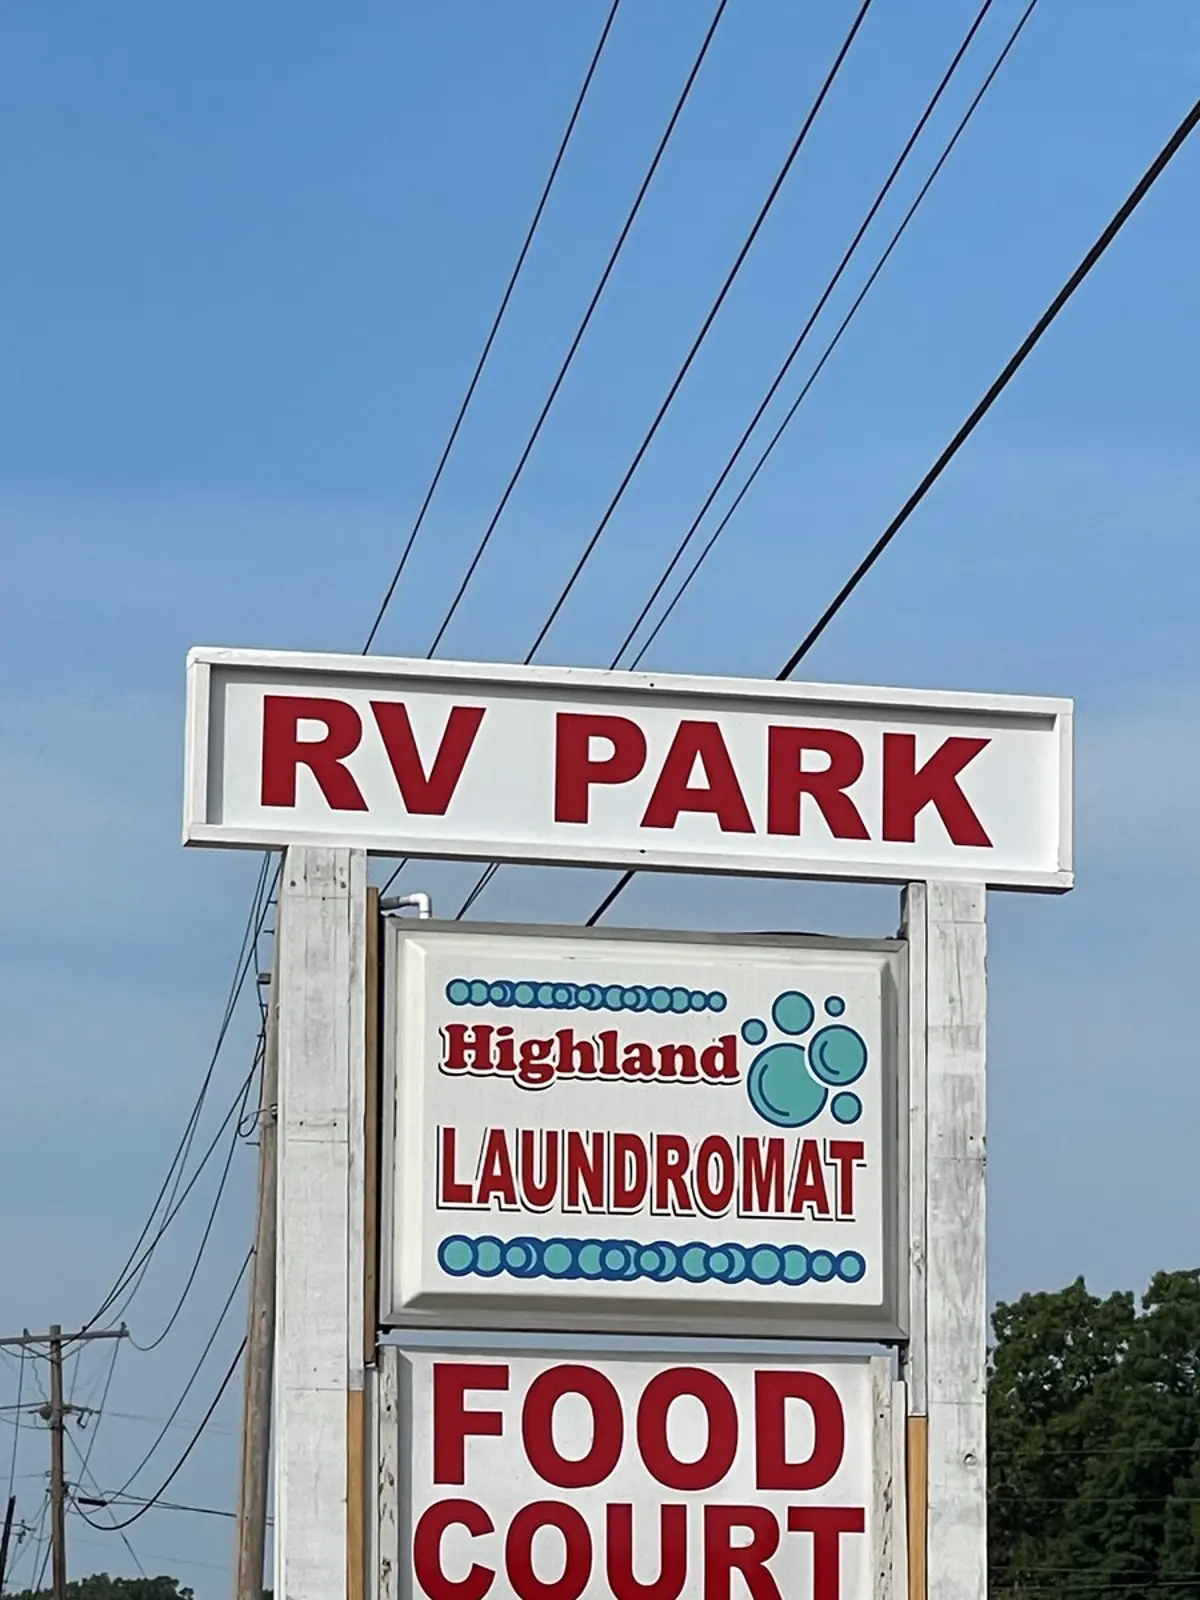 RV PARK
Highland
LAUNDROMAT
FOOD
COURT